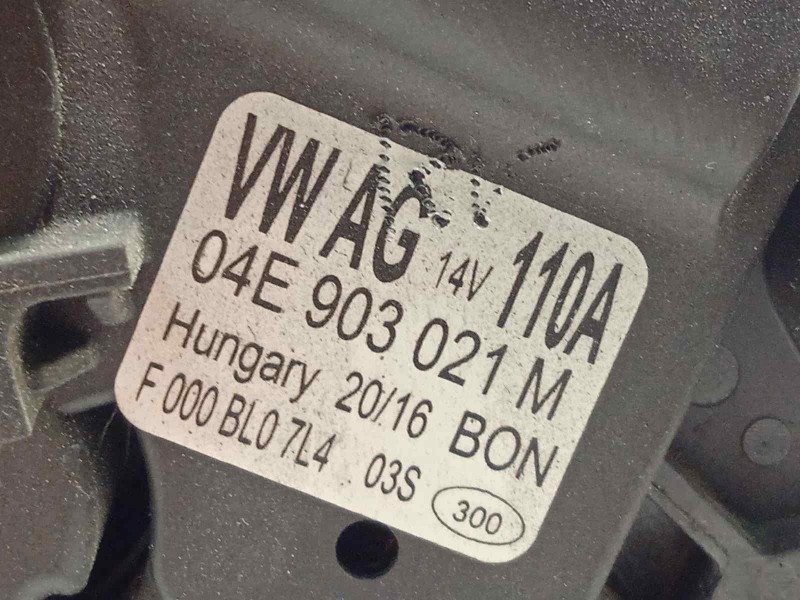 VW AG 14V 110A
04E 903 021 M
Hungary 20/16 BON
F 000 BL0 7L4 03S 300